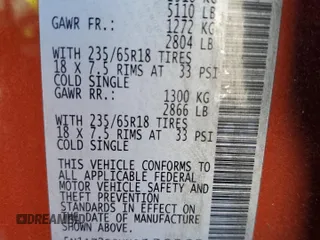 5110 LB
GAWR FR.: 1272 KG
2804 LB
WITH 235/65R18 TIRES
18 X 7.5 RIMS AT 33 PSI
COLD SINGLE
GAWR RR.: 1300 KG
2866 LB
WITH 235/65R18 TIRES
18 X 7.5 RIMS AT 33 PSI
COLD SINGLE
THIS VEHICLE CONFORMS TO
ALL APPLICABLE FEDERAL
MOTOR VEHICLE SAFETY AND
THEFT PREVENTION
STANDARDS IN EFFECT ON
THE DATE OF MANUFACTURE
SHOWN ABOVE.